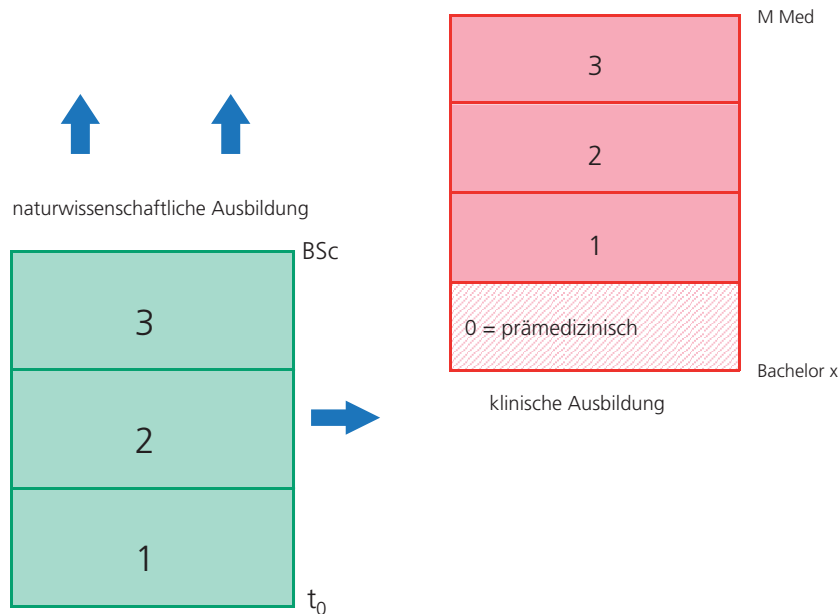 naturwissenschaftliche Ausbildung
BSc
3
2
1
t₀
M Med
3
2
1
0 = prämedizinisch
Bachelor x
klinische Ausbildung